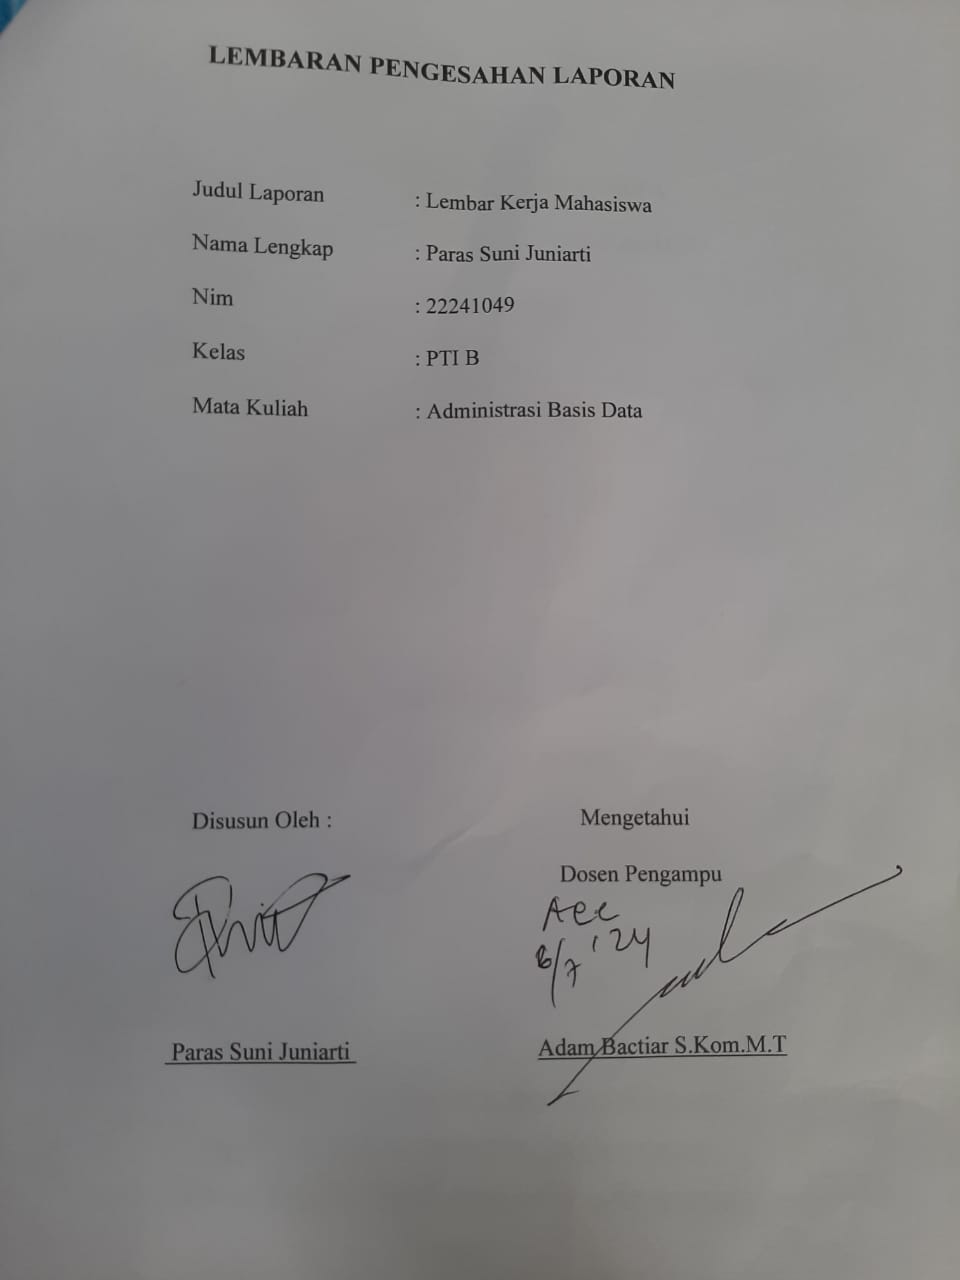 LEMBARAN PENGESAHAN LAPORAN
Judul Laporan : Lembar Kerja Mahasiswa
Nama Lengkap : Paras Suni Juniarti
Nim : 22241049
Kelas : PTI B
Mata Kuliah : Administrasi Basis Data
Disusun Oleh :
Mengetahui
Dosen Pengampu
Acc
6/7 '24
Paras Suni Juniarti
Adam Bactiar S.Kom.M.T